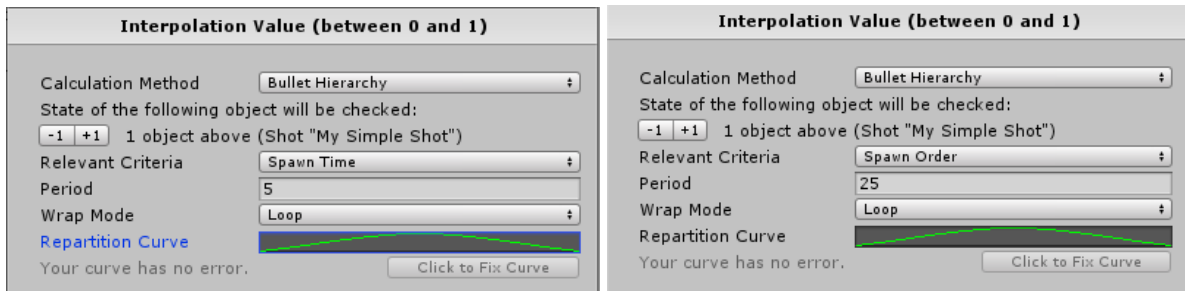 Interpolation Value (between 0 and 1)
Calculation Method Bullet Hierarchy
State of the following object will be checked:
-1 +1 1 object above (Shot "My Simple Shot")
Relevant Criteria Spawn Time
Period 5
Wrap Mode Loop
Repartition Curve
Your curve has no error. Click to Fix Curve
Interpolation Value (between 0 and 1)
Calculation Method Bullet Hierarchy
State of the following object will be checked:
-1 +1 1 object above (Shot "My Simple Shot")
Relevant Criteria Spawn Order
Period 25
Wrap Mode Loop
Repartition Curve
Your curve has no error. Click to Fix Curve